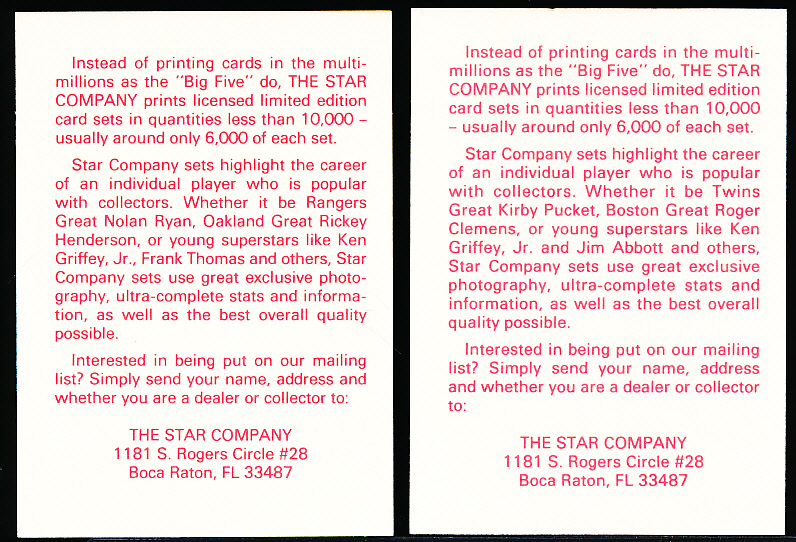 Instead of printing cards in the multi-
millions as the "Big Five" do, THE STAR
COMPANY prints licensed limited edition
card sets in quantities less than 10,000 –
usually around only 6,000 of each set.
Star Company sets highlight the career
of an individual player who is popular
with collectors. Whether it be Rangers
Great Nolan Ryan, Oakland Great Rickey
Henderson, or young superstars like Ken
Griffey, Jr., Frank Thomas and others, Star
Company sets use great exclusive photo-
graphy, ultra-complete stats and informa-
tion, as well as the best overall quality
possible.
Interested in being put on our mailing
list? Simply send your name, address and
whether you are a dealer or collector to:
THE STAR COMPANY
1181 S. Rogers Circle #28
Boca Raton, FL 33487
Instead of printing cards in the multi-
millions as the "Big Five" do, THE STAR
COMPANY prints licensed limited edition
card sets in quantities less than 10,000
– usually around only 6,000 of each set.
Star Company sets highlight the career
of an individual player who is popular
with collectors. Whether it be Twins
Great Kirby Pucket, Boston Great Roger
Clemens, or young superstars like Ken
Griffey, Jr. and Jim Abbott and others,
Star Company sets use great exclusive
photography, ultra-complete stats and
information, as well as the best overall
quality possible.
Interested in being put on our mailing
list? Simply send your name, address
and whether you are a dealer or collector
to:
THE STAR COMPANY
1181 S. Rogers Circle #28
Boca Raton, FL 33487